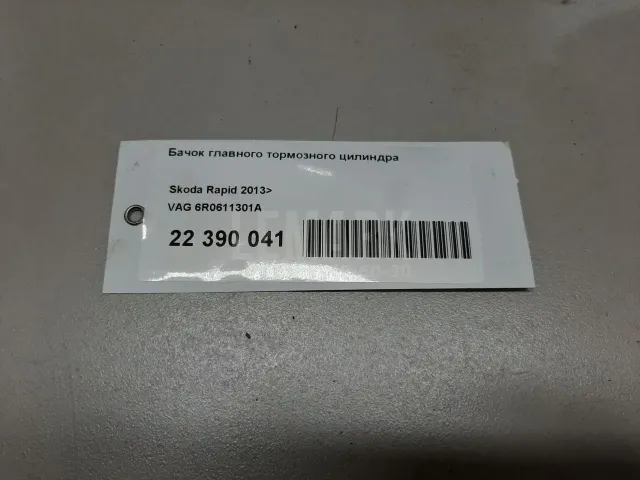 Бачок главного тормозного цилиндра
Skoda Rapid 2013>
VAG 6R0611301A
22 390 041